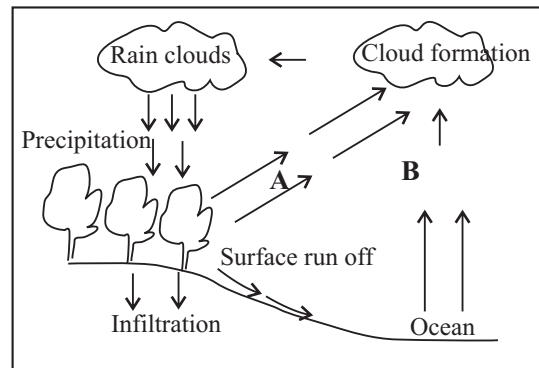 Rain clouds
Cloud formation
Precipitation
A
B
Surface run off
Infiltration
Ocean